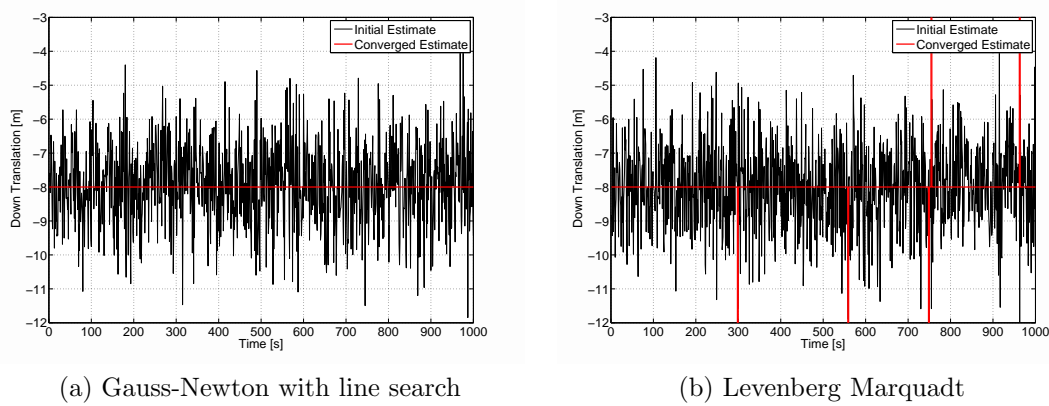 −3
−4
−5
−6
−7
−8
−9
−10
−11
−12
Down Translation [m]
0 100 200 300 400 500 600 700 800 900 1000
Time [s]
Initial Estimate
Converged Estimate
(a) Gauss-Newton with line search
−3
−4
−5
−6
−7
−8
−9
−10
−11
−12
Down Translation [m]
0 100 200 300 400 500 600 700 800 900 1000
Time [s]
Initial Estimate
Converged Estimate
(b) Levenberg Marquadt